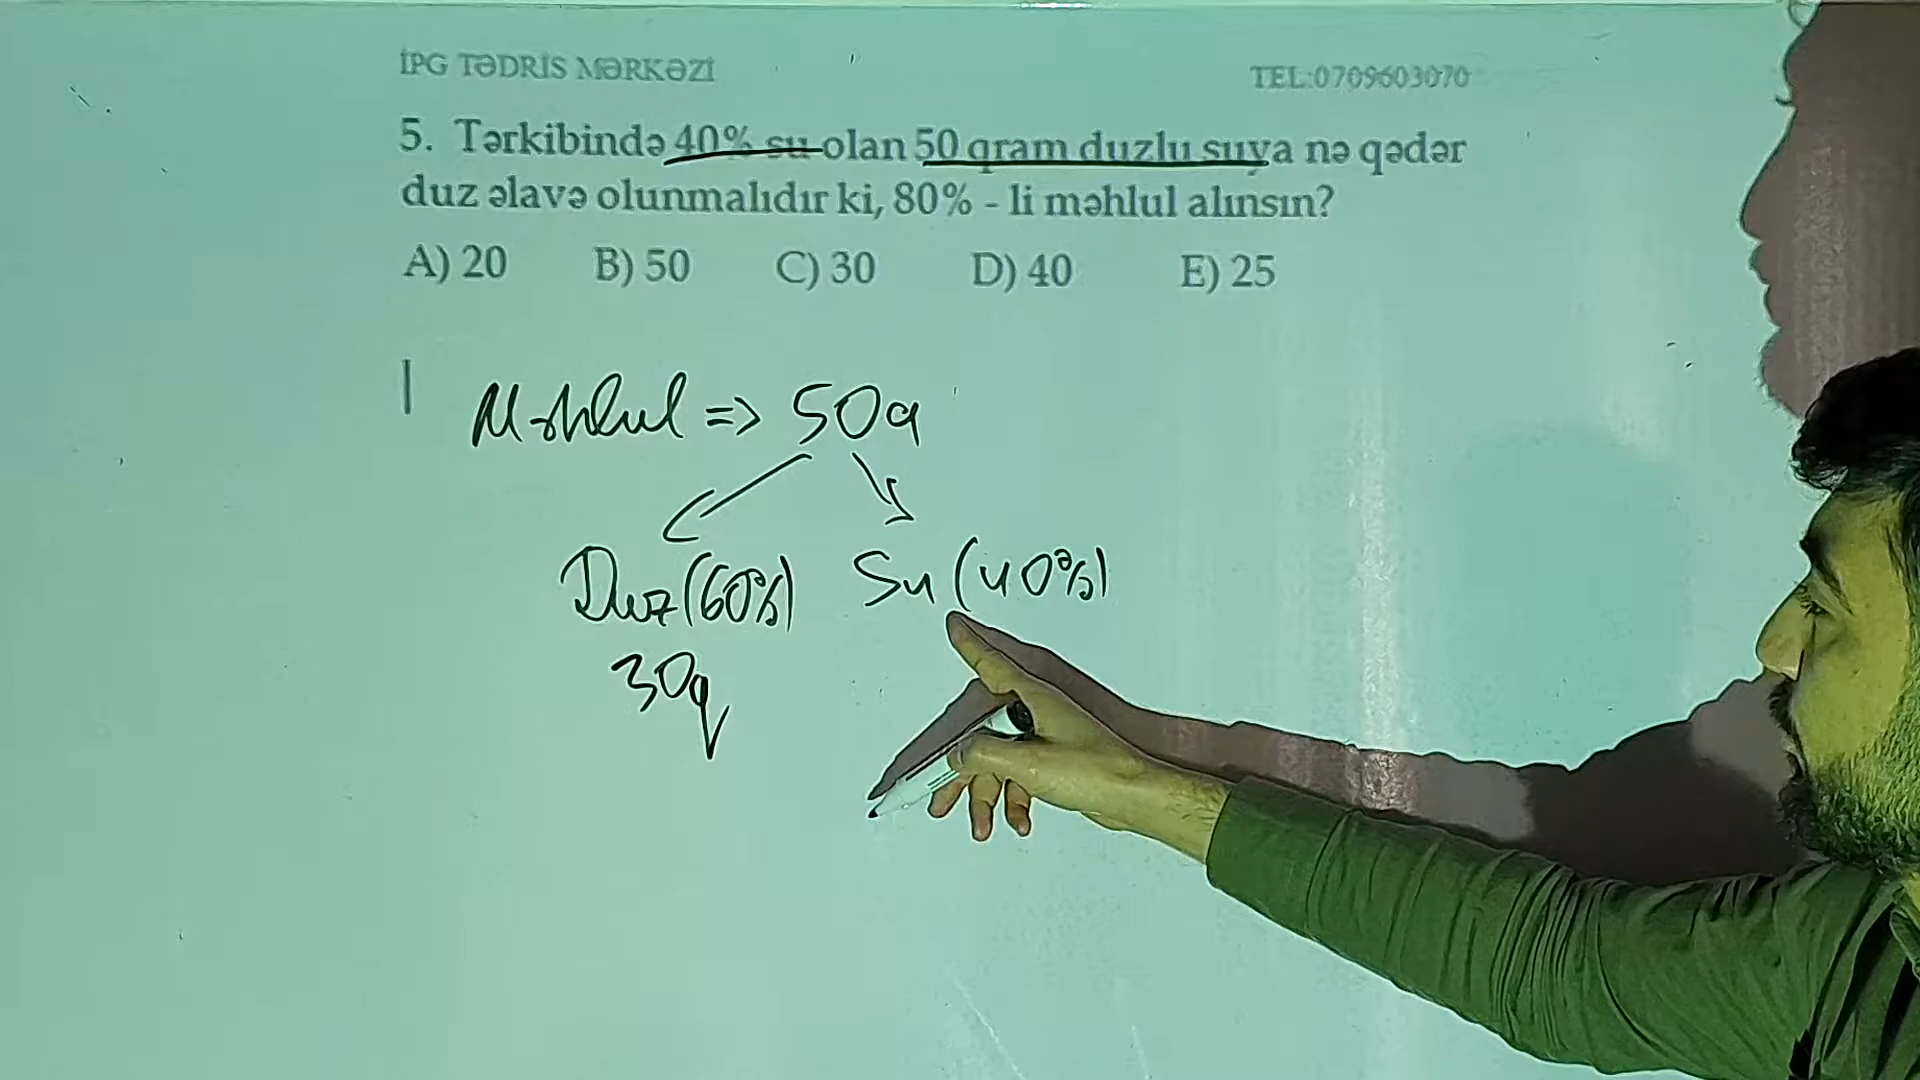 İPG TƏDRİS MƏRKƏZİ TEL:0709603070
5. Tərkibində 40% su olan 50 qram duzlu suya nə qədər
duz əlavə olunmalıdır ki, 80% - li məhlul alınsın?
A) 20 B) 50 C) 30 D) 40 E) 25
Məhlul => 50q
Duz (60%) Su (40%)
30q